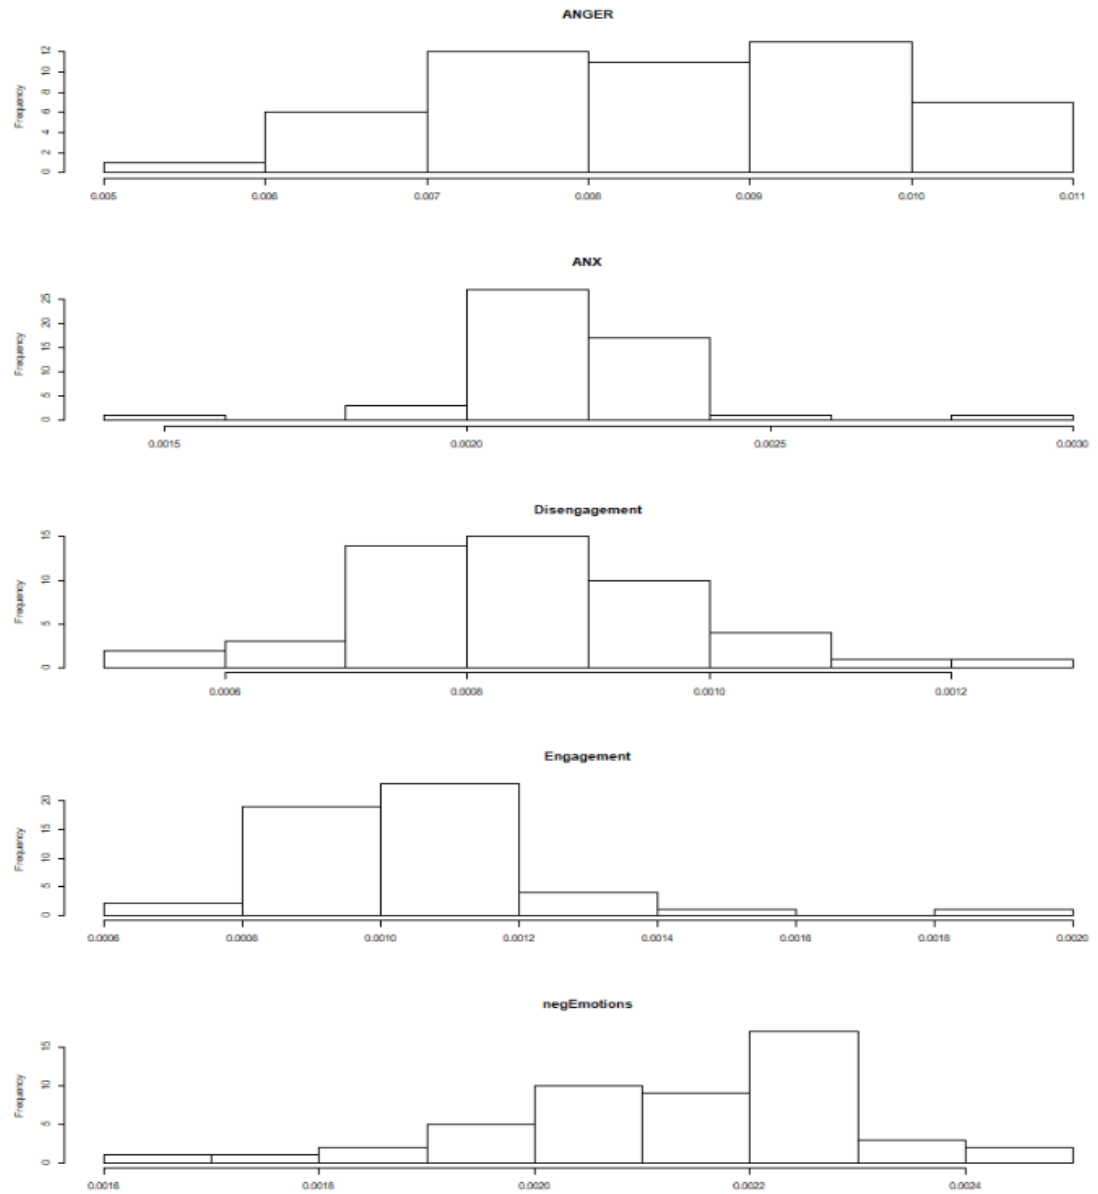 ANGER
Frequency
0 2 4 6 8 10 12
0.005 0.006 0.007 0.008 0.009 0.010 0.011
ANX
Frequency
0 5 10 15 20 25
0.0015 0.0020 0.0025 0.0030
Disengagement
Frequency
0 5 10 15
0.0006 0.0008 0.0010 0.0012
Engagement
Frequency
0 5 10 15 20
0.0006 0.0008 0.0010 0.0012 0.0014 0.0016 0.0018 0.0020
negEmotions
Frequency
0 5 10 15
0.0016 0.0018 0.0020 0.0022 0.0024